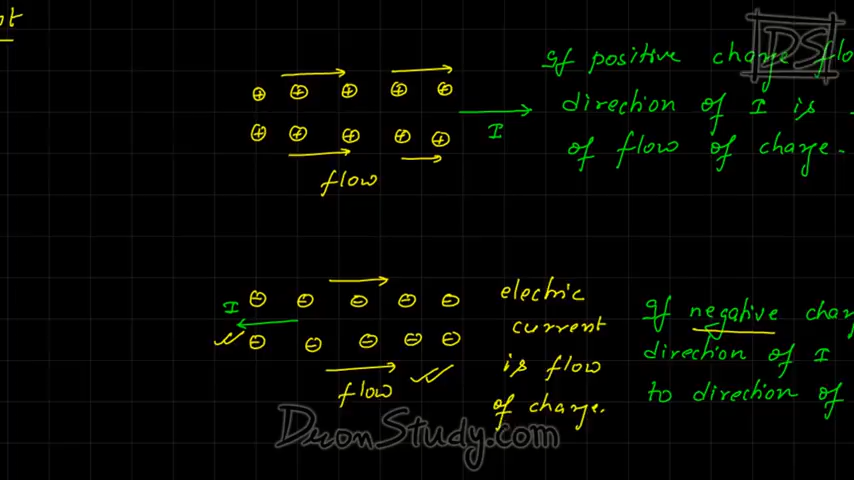 DS
If positive charge flo
direction of I is
I
of flow of charge.
flow
electric
I
If negative char
current
direction of I
is flow
flow
to direction of
of charge.
DronStudy.com